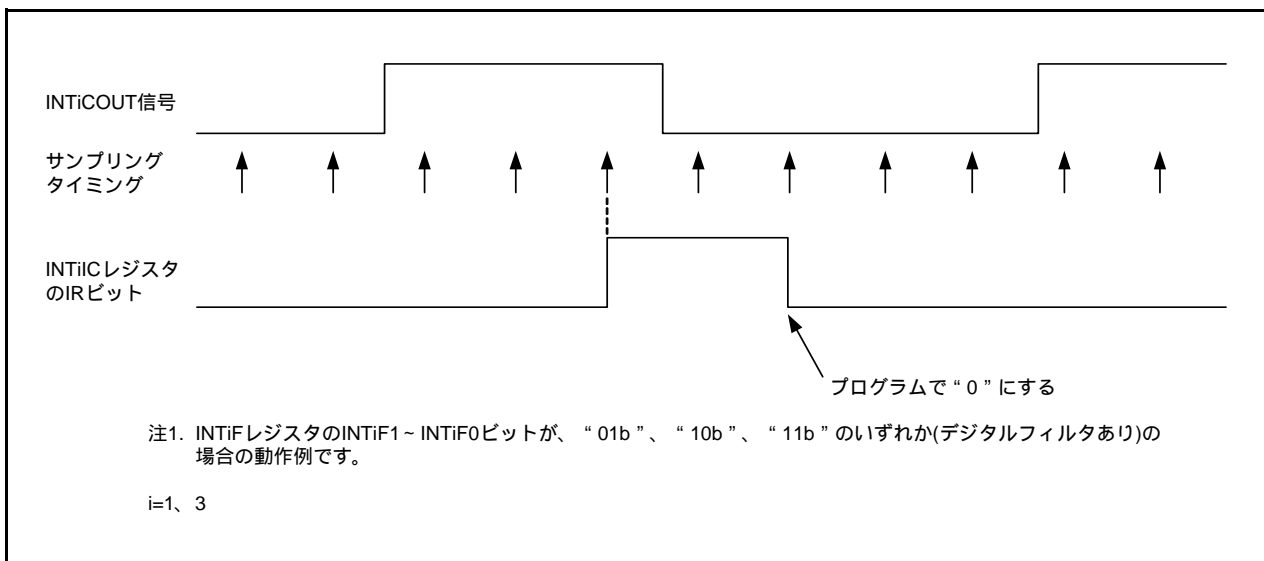 INTiCOUT信号
サンプリング
タイミング
INTiICレジスタ
のIRビット
プログラムで“0”にする
注1. INTiFレジスタのINTiF1~INTiF0ビットが、“01b”、“10b”、“11b”のいずれか(デジタルフィルタあり)の
場合の動作例です。
i=1、3